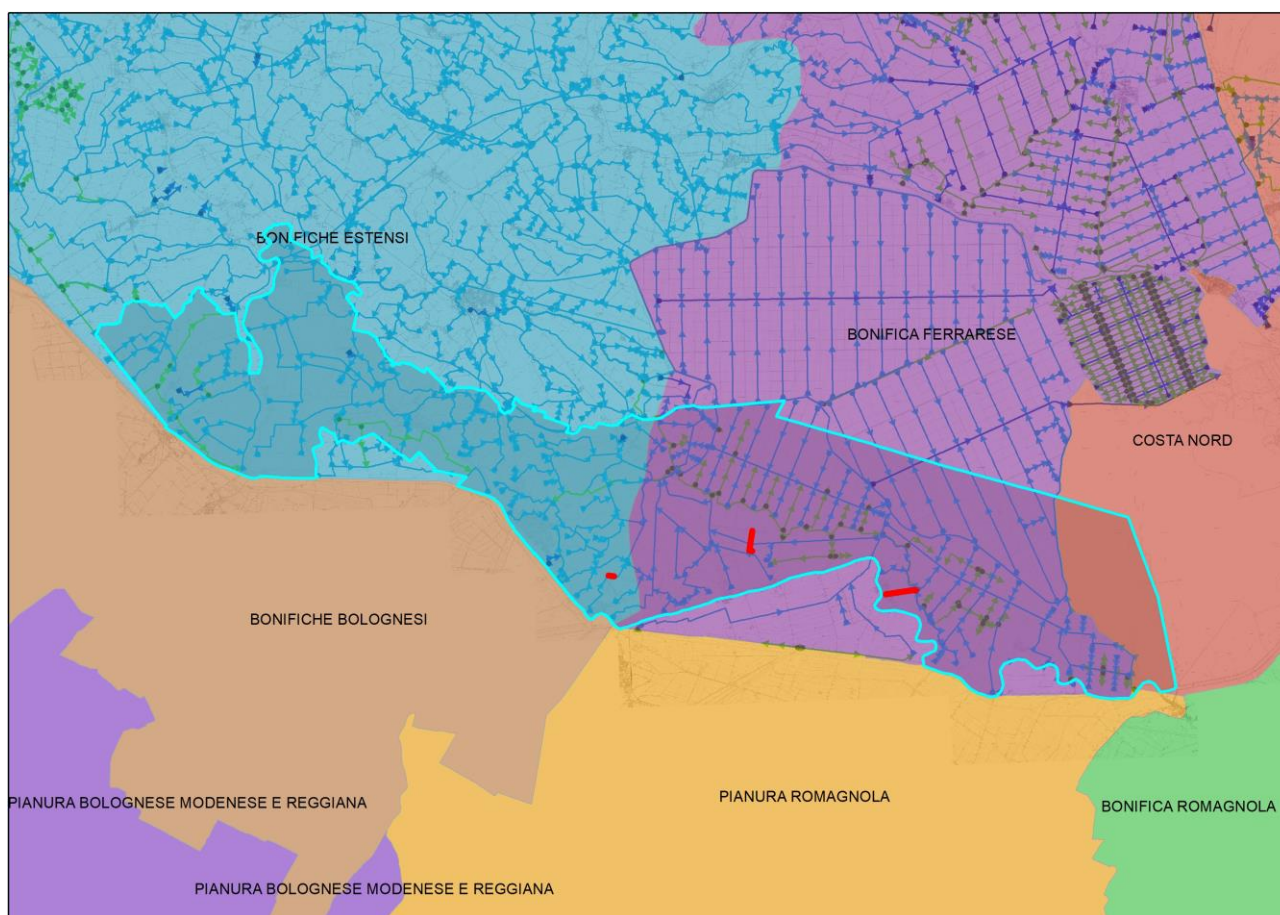 BONIFICHE ESTENSI
BONIFICA FERRARESE
COSTA NORD
BONIFICHE BOLOGNESI
PIANURA ROMAGNOLA
PIANURA BOLOGNESE MODENESE E REGGIANA
BONIFICA ROMAGNOLA
PIANURA BOLOGNESE MODENESE E REGGIANA